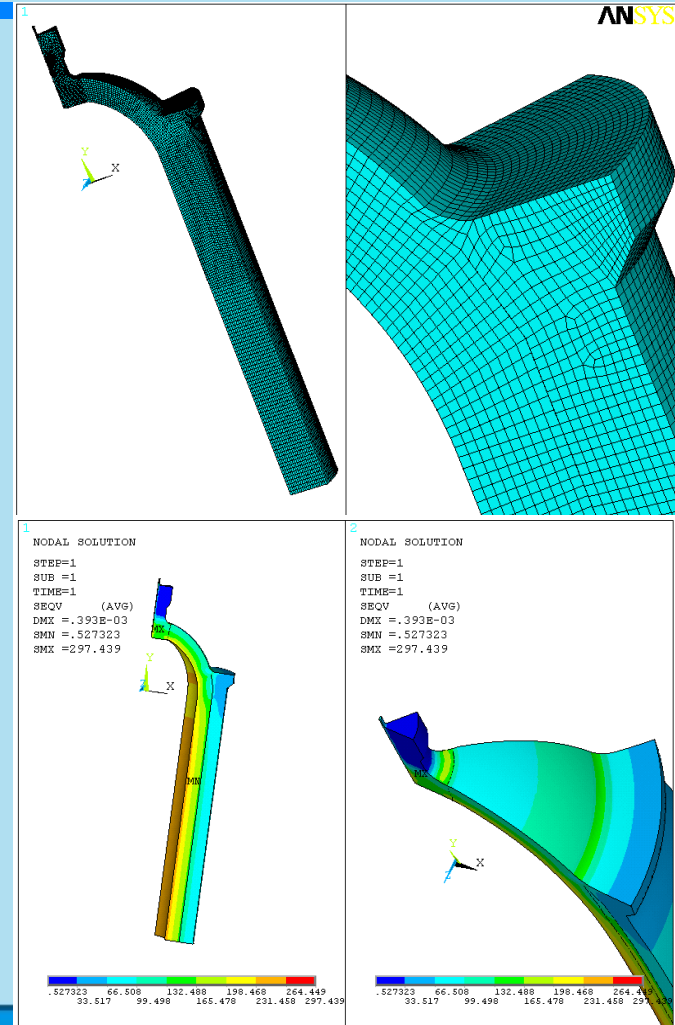 1
ANSYS
Y
X
Z
1
NODAL SOLUTION
STEP=1
SUB =1
TIME=1
SEQV (AVG)
DMX =.393E-03
SMN =.527323
SMX =297.439
MX
Y
Z
X
MN
.527323 66.508 132.488 198.468 264.449
33.517 99.498 165.478 231.458 297.439
2
NODAL SOLUTION
STEP=1
SUB =1
TIME=1
SEQV (AVG)
DMX =.393E-03
SMN =.527323
SMX =297.439
MX
Y
X
Z
.527323 66.508 132.488 198.468 264.449
33.517 99.498 165.478 231.458 297.439